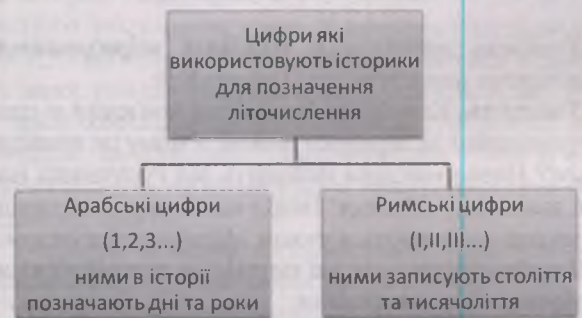 Цифри які
використовують історики
для позначення
літочислення
Арабські цифри
(1,2,3...)
ними в історії
позначають дні та роки
Римські цифри
(I,II,III...)
ними записують століття
та тисячоліття